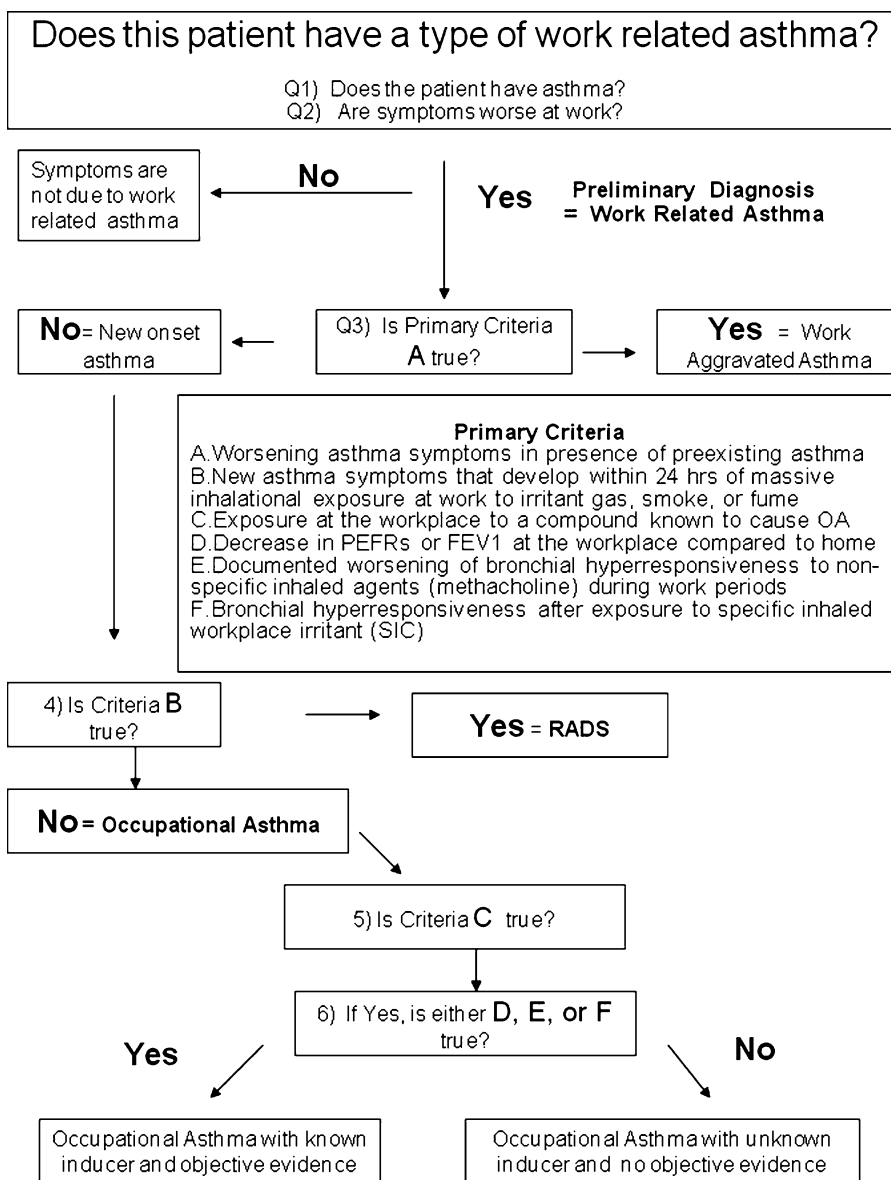 Does this patient have a type of work related asthma?
Q1) Does the patient have asthma?
Q2) Are symptoms worse at work?
Symptoms are
not due to work
related asthma
No
Yes
Preliminary Diagnosis
= Work Related Asthma
No = New onset
asthma
Q3) Is Primary Criteria
A true?
Yes = Work
Aggravated Asthma
Primary Criteria
A. Worsening asthma symptoms in presence of preexisting asthma
B. New asthma symptoms that develop within 24 hrs of massive
inhalational exposure at work to irritant gas, smoke, or fume
C. Exposure at the workplace to a compound known to cause OA
D. Decrease in PEFRs or FEV1 at the workplace compared to home
E. Documented worsening of bronchial hyperresponsiveness to non-
specific inhaled agents (methacholine) during work periods
F. Bronchial hyperresponsiveness after exposure to specific inhaled
workplace irritant (SIC)
4) Is Criteria B
true?
Yes = RADS
No = Occupational Asthma
5) Is Criteria C true?
6) If Yes, is either D, E, or F
true?
Yes
No
Occupational Asthma with known
inducer and objective evidence
Occupational Asthma with unknown
inducer and no objective evidence